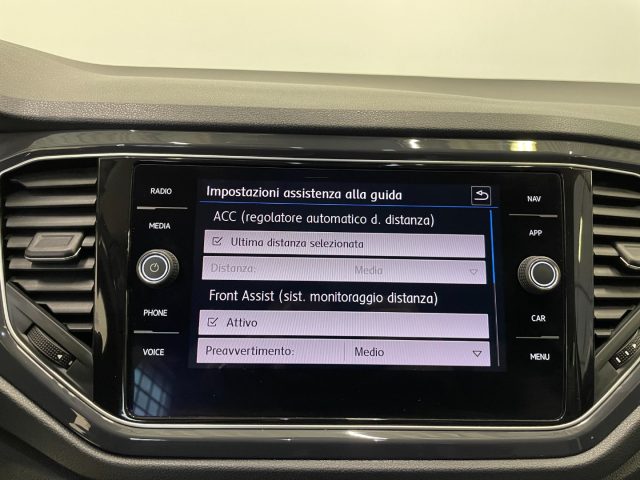 RADIO
MEDIA
PHONE
VOICE
Impostazioni assistenza alla guida
ACC (regolatore automatico d. distanza)
Ultima distanza selezionata
Distanza: Media
Front Assist (sist. monitoraggio distanza)
Attivo
Preavvertimento: Medio
NAV
APP
CAR
MENU